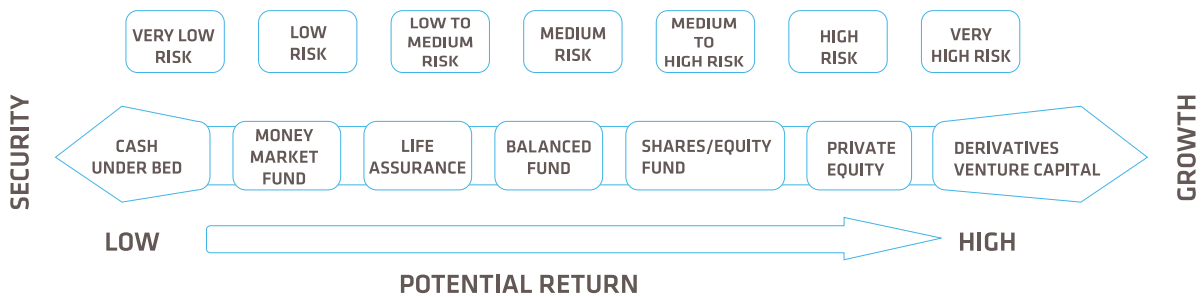 VERY LOW
RISK
LOW
RISK
LOW TO
MEDIUM
RISK
MEDIUM
RISK
MEDIUM
TO
HIGH RISK
HIGH
RISK
VERY
HIGH RISK
SECURITY
CASH
UNDER BED
MONEY
MARKET
FUND
LIFE
ASSURANCE
BALANCED
FUND
SHARES/EQUITY
FUND
PRIVATE
EQUITY
DERIVATIVES
VENTURE CAPITAL
GROWTH
LOW
HIGH
POTENTIAL RETURN